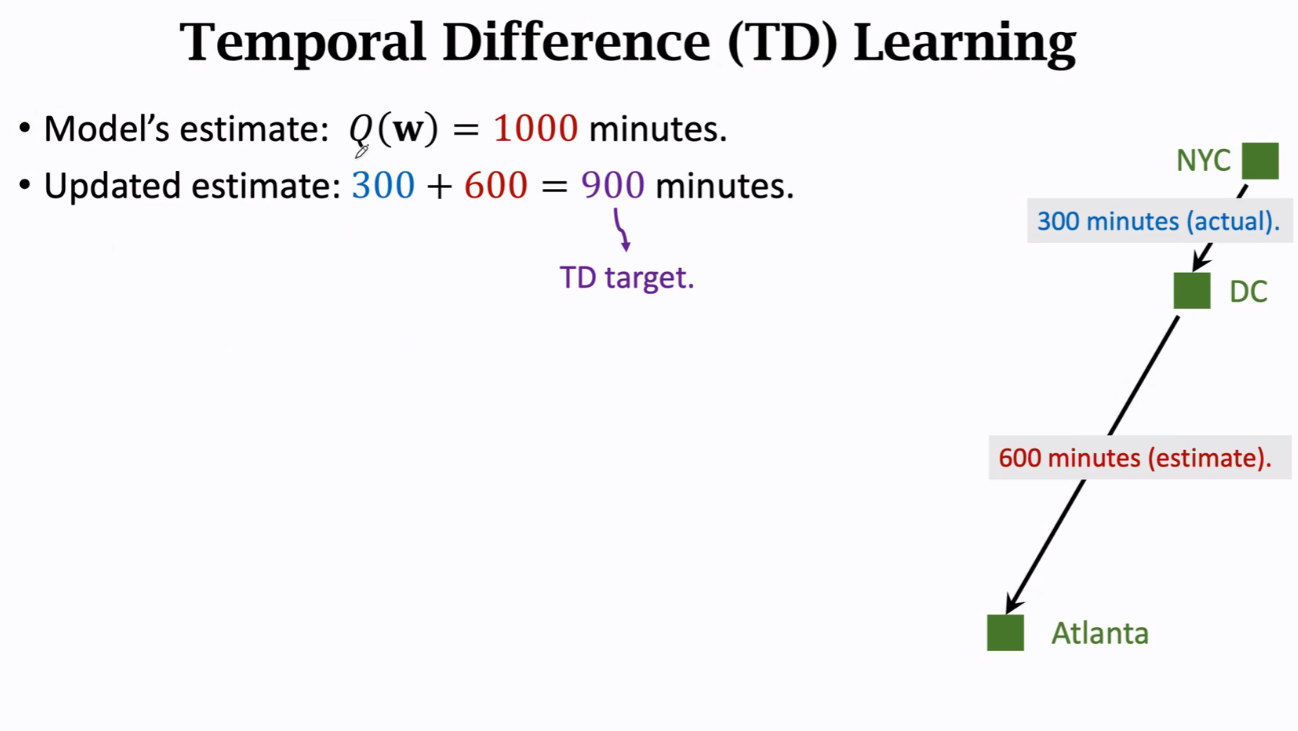 Temporal Difference (TD) Learning
• Model’s estimate: Q(w) = 1000 minutes.
• Updated estimate: 300 + 600 = 900 minutes.
TD target.
NYC
300 minutes (actual).
DC
600 minutes (estimate).
Atlanta